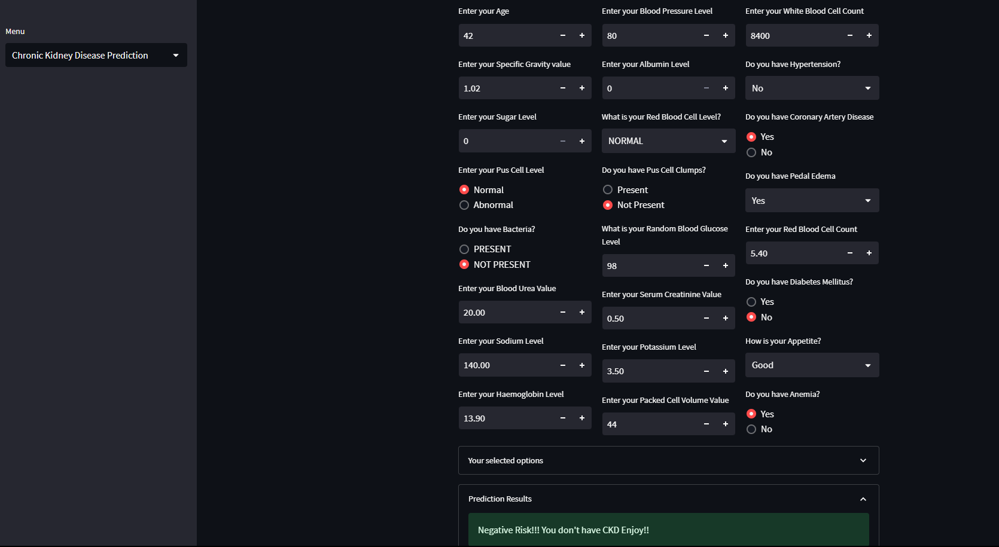 Menu
Chronic Kidney Disease Prediction
Enter your Age
42
Enter your Specific Gravity value
1.02
Enter your Sugar Level
0
Enter your Pus Cell Level
Normal
Abnormal
Do you have Bacteria?
PRESENT
NOT PRESENT
Enter your Blood Urea Value
20.00
Enter your Sodium Level
140.00
Enter your Haemoglobin Level
13.90
Enter your Blood Pressure Level
80
Enter your Albumin Level
0
What is your Red Blood Cell Level?
NORMAL
Do you have Pus Cell Clumps?
Present
Not Present
What is your Random Blood Glucose
Level
98
Enter your Serum Creatinine Value
0.50
Enter your Potassium Level
3.50
Enter your Packed Cell Volume Value
44
Enter your White Blood Cell Count
8400
Do you have Hypertension?
No
Do you have Coronary Artery Disease
Yes
No
Do you have Pedal Edema
Yes
Enter your Red Blood Cell Count
5.40
Do you have Diabetes Mellitus?
Yes
No
How is your Appetite?
Good
Do you have Anemia?
Yes
No
Your selected options
Prediction Results
Negative Risk!!! You don't have CKD Enjoy!!